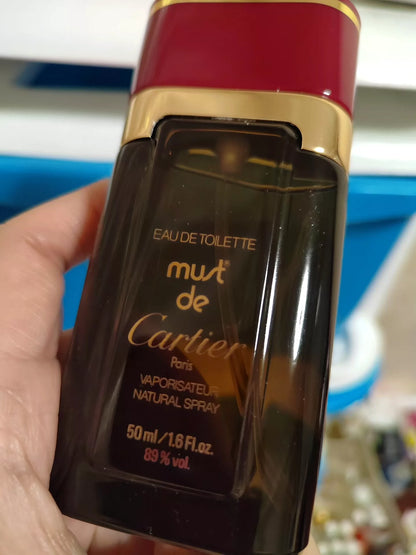 EAU DE TOILETTE
must®
de
Cartier
Paris
VAPORISATEUR
NATURAL SPRAY
50 ml / 1.6 Fl.oz.
89 % vol.